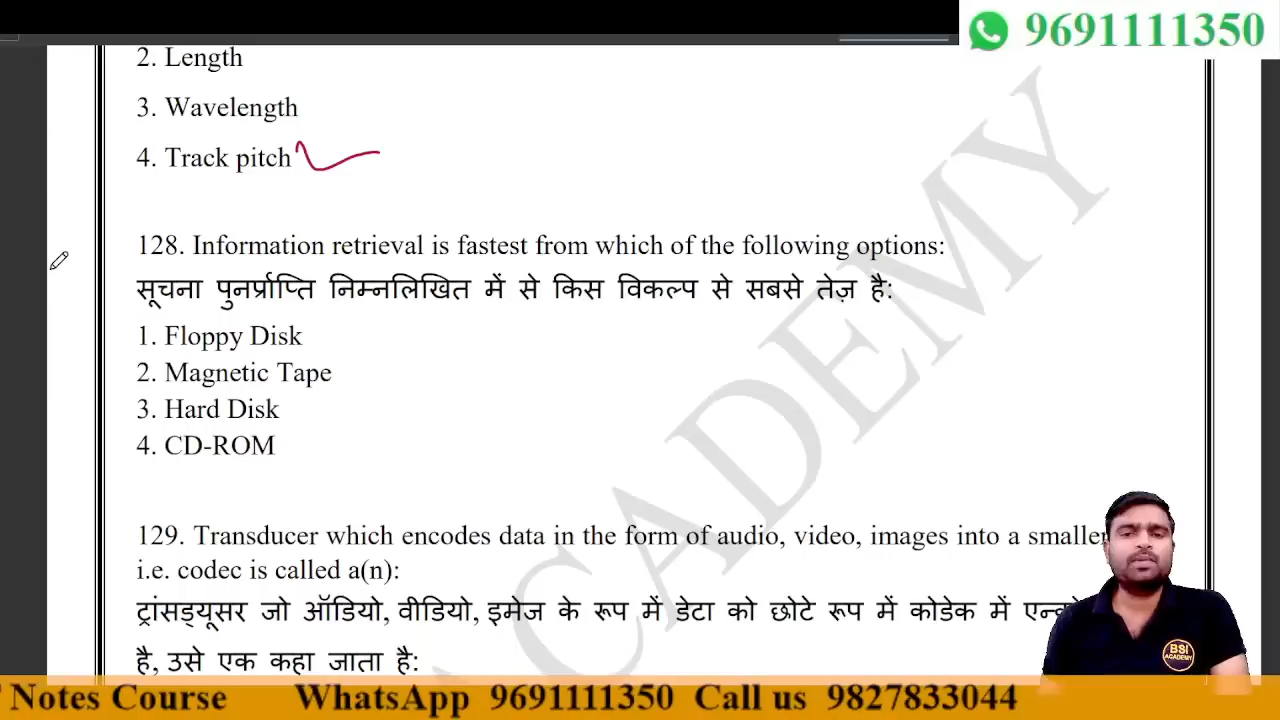 9691111350
2. Length
3. Wavelength
4. Track pitch
128. Information retrieval is fastest from which of the following options:
सूचना पुनर्प्राप्ति निम्नलिखित में से किस विकल्प से सबसे तेज़ है:
1. Floppy Disk
2. Magnetic Tape
3. Hard Disk
4. CD-ROM
129. Transducer which encodes data in the form of audio, video, images into a smaller
i.e. codec is called a(n):
ट्रांसड्यूसर जो ऑडियो, वीडियो, इमेज के रूप में डेटा को छोटे रूप में कोडेक में
है, उसे एक कहा जाता है:
CADEMY
BSI
ACADEMY
Notes Course WhatsApp 9691111350 Call us 9827833044